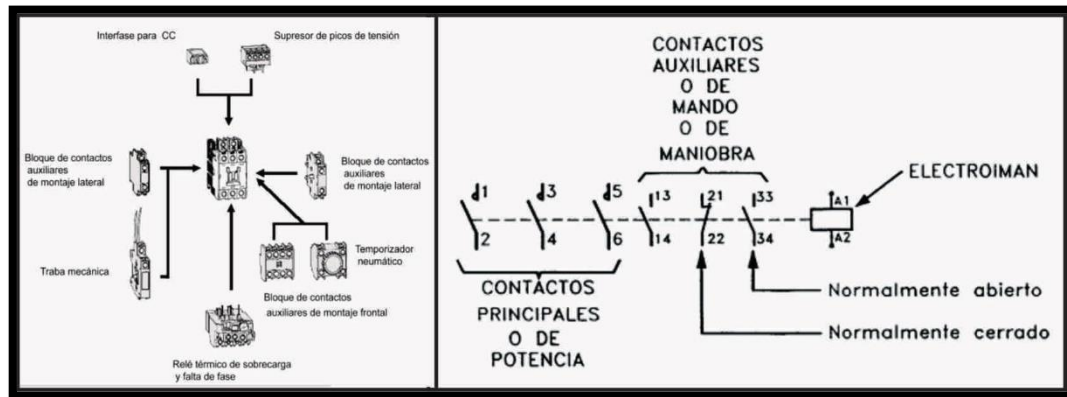 Interfase para CC
Supresor de picos de tensión
Bloque de contactos
auxiliares
de montaje lateral
Bloque de contactos
auxiliares
de montaje lateral
Traba mecánica
Temporizador
neumático
Bloque de contactos
auxiliares de montaje frontal
Relé térmico de sobrecarga
y falta de fase
CONTACTOS
AUXILIARES
O DE
MANDO
O DE
MANIOBRA
ELECTROIMAN
1 3 5 13 21 33 A1
2 4 6 14 22 34 A2
CONTACTOS
PRINCIPALES
O DE
POTENCIA
Normalmente abierto
Normalmente cerrado